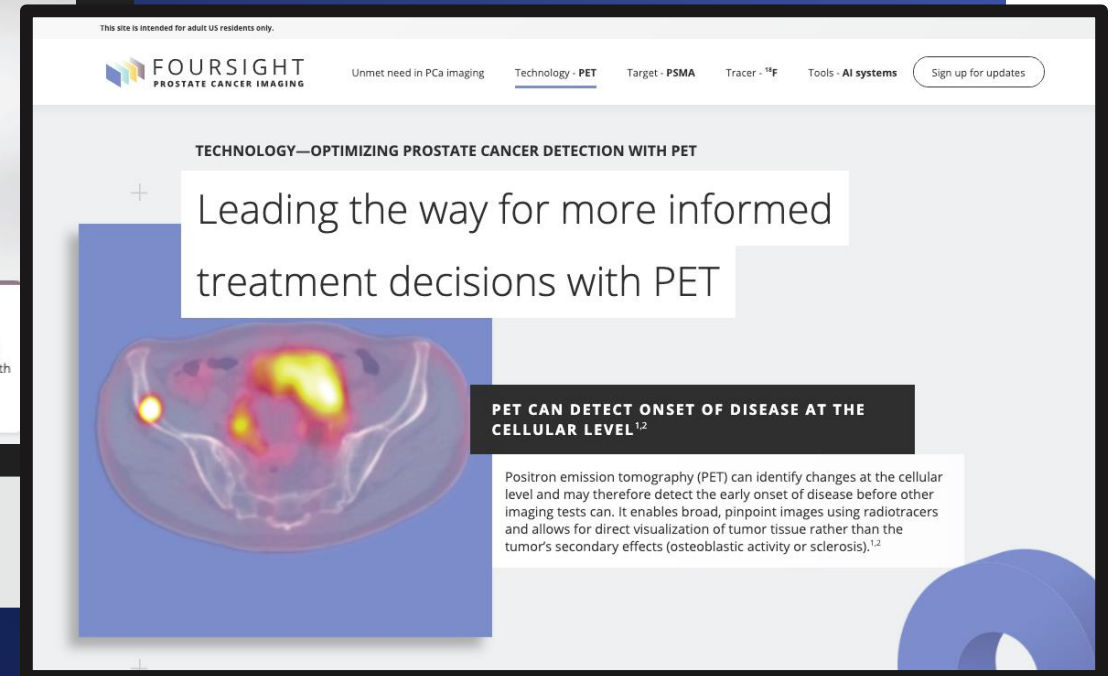 This site is intended for adult US residents only.
FOURSIGHT
PROSTATE CANCER IMAGING
Unmet need in PCa imaging
Technology - PET
Target - PSMA
Tracer - ¹⁸F
Tools - AI systems
Sign up for updates
TECHNOLOGY—OPTIMIZING PROSTATE CANCER DETECTION WITH PET
Leading the way for more informed
treatment decisions with PET
th
PET CAN DETECT ONSET OF DISEASE AT THE
CELLULAR LEVEL¹,²
Positron emission tomography (PET) can identify changes at the cellular
level and may therefore detect the early onset of disease before other
imaging tests can. It enables broad, pinpoint images using radiotracers
and allows for direct visualization of tumor tissue rather than the
tumor’s secondary effects (osteoblastic activity or sclerosis).¹,²